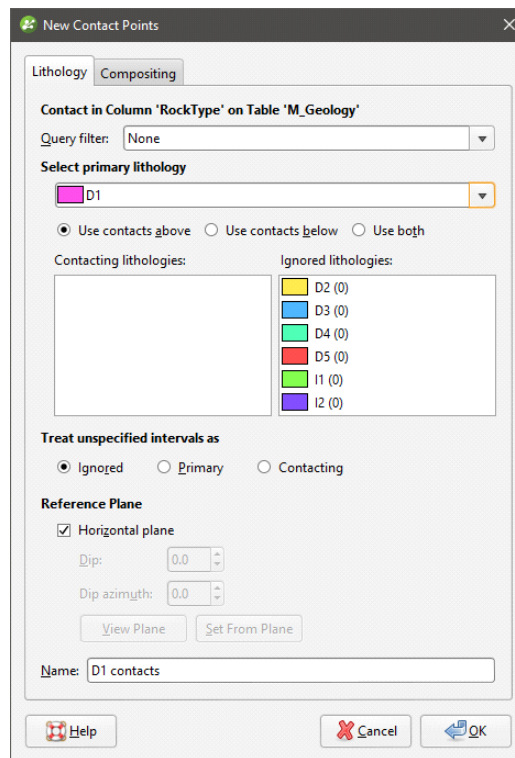 New Contact Points
Lithology Compositing
Contact in Column 'RockType' on Table 'M_Geology'
Query filter: None
Select primary lithology
D1
Use contacts above Use contacts below Use both
Contacting lithologies: Ignored lithologies:
D2 (0)
D3 (0)
D4 (0)
D5 (0)
I1 (0)
I2 (0)
Treat unspecified intervals as
Ignored Primary Contacting
Reference Plane
Horizontal plane
Dip: 0.0
Dip azimuth: 0.0
View Plane Set From Plane
Name: D1 contacts
Help Cancel OK